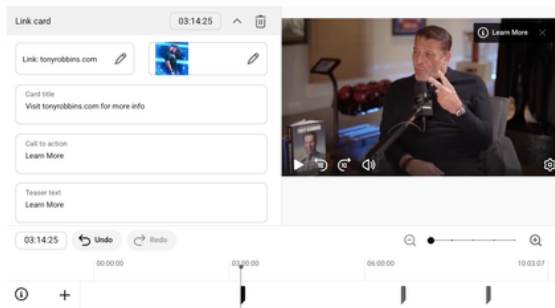 Link card
03:14:25
Link: tonyrobbins.com
Card title
Visit tonyrobbins.com for more info
Call to action
Learn More
Teaser text
Learn More
Learn More
10
10
03:14:25
Undo
Redo
00:00:00
03:00:00
06:00:00
10:03:07